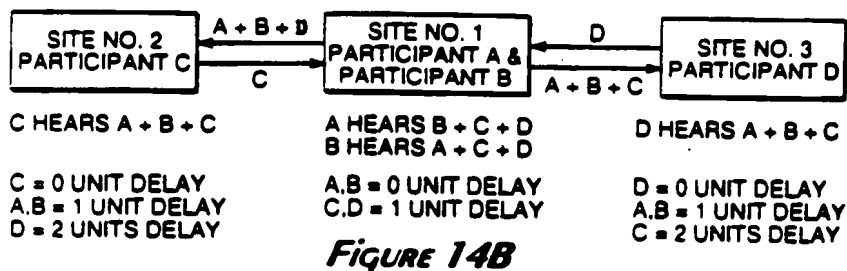 SITE NO. 2
PARTICIPANT C
A + B + D
C
SITE NO. 1
PARTICIPANT A &
PARTICIPANT B
D
A + B + C
SITE NO. 3
PARTICIPANT D
C HEARS A + B + C
A HEARS B + C + D
B HEARS A + C + D
D HEARS A + B + C
C = 0 UNIT DELAY
A.B = 1 UNIT DELAY
D = 2 UNITS DELAY
A.B = 0 UNIT DELAY
C.D = 1 UNIT DELAY
D = 0 UNIT DELAY
A.B = 1 UNIT DELAY
C = 2 UNITS DELAY
FIGURE 14B